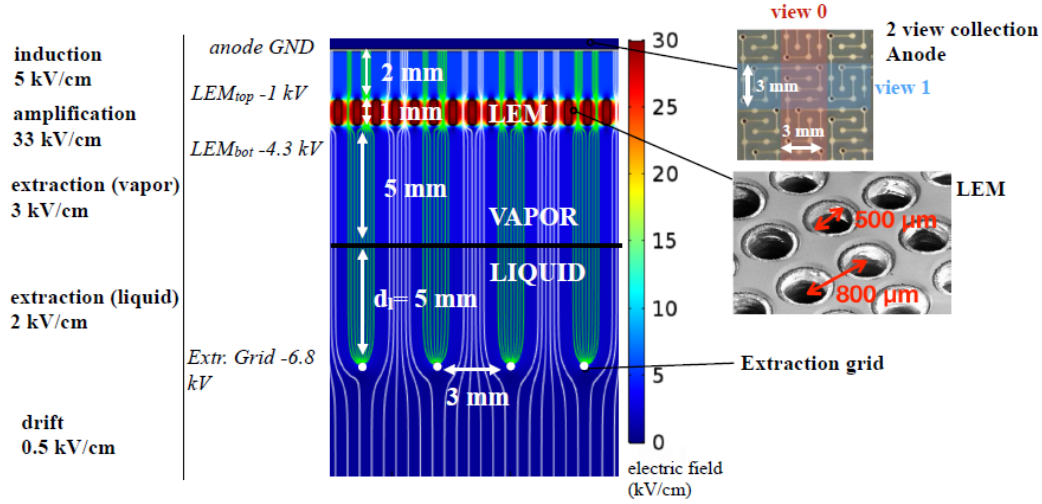 induction
5 kV/cm
amplification
33 kV/cm
extraction (vapor)
3 kV/cm
extraction (liquid)
2 kV/cm
drift
0.5 kV/cm
anode GND
LEMtop -1 kV
LEMbot -4.3 kV
Extr. Grid -6.8
kV
2 mm
1 mm
LEM
5 mm
VAPOR
LIQUID
dl= 5 mm
3 mm
30
25
20
15
10
5
0
electric field
(kV/cm)
view 0
2 view collection
Anode
view 1
3 mm
3 mm
LEM
500 µm
800 µm
Extraction grid